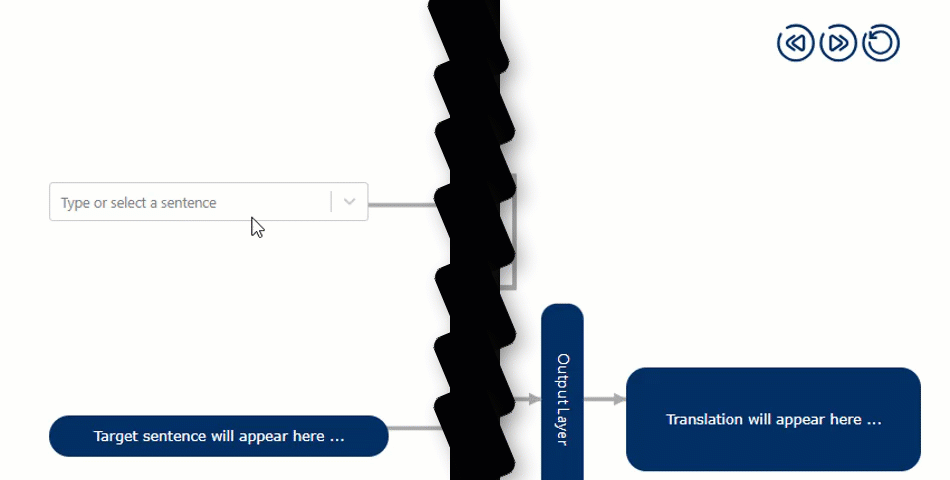 Type or select a sentence
Output Layer
Translation will appear here ...
Target sentence will appear here ...